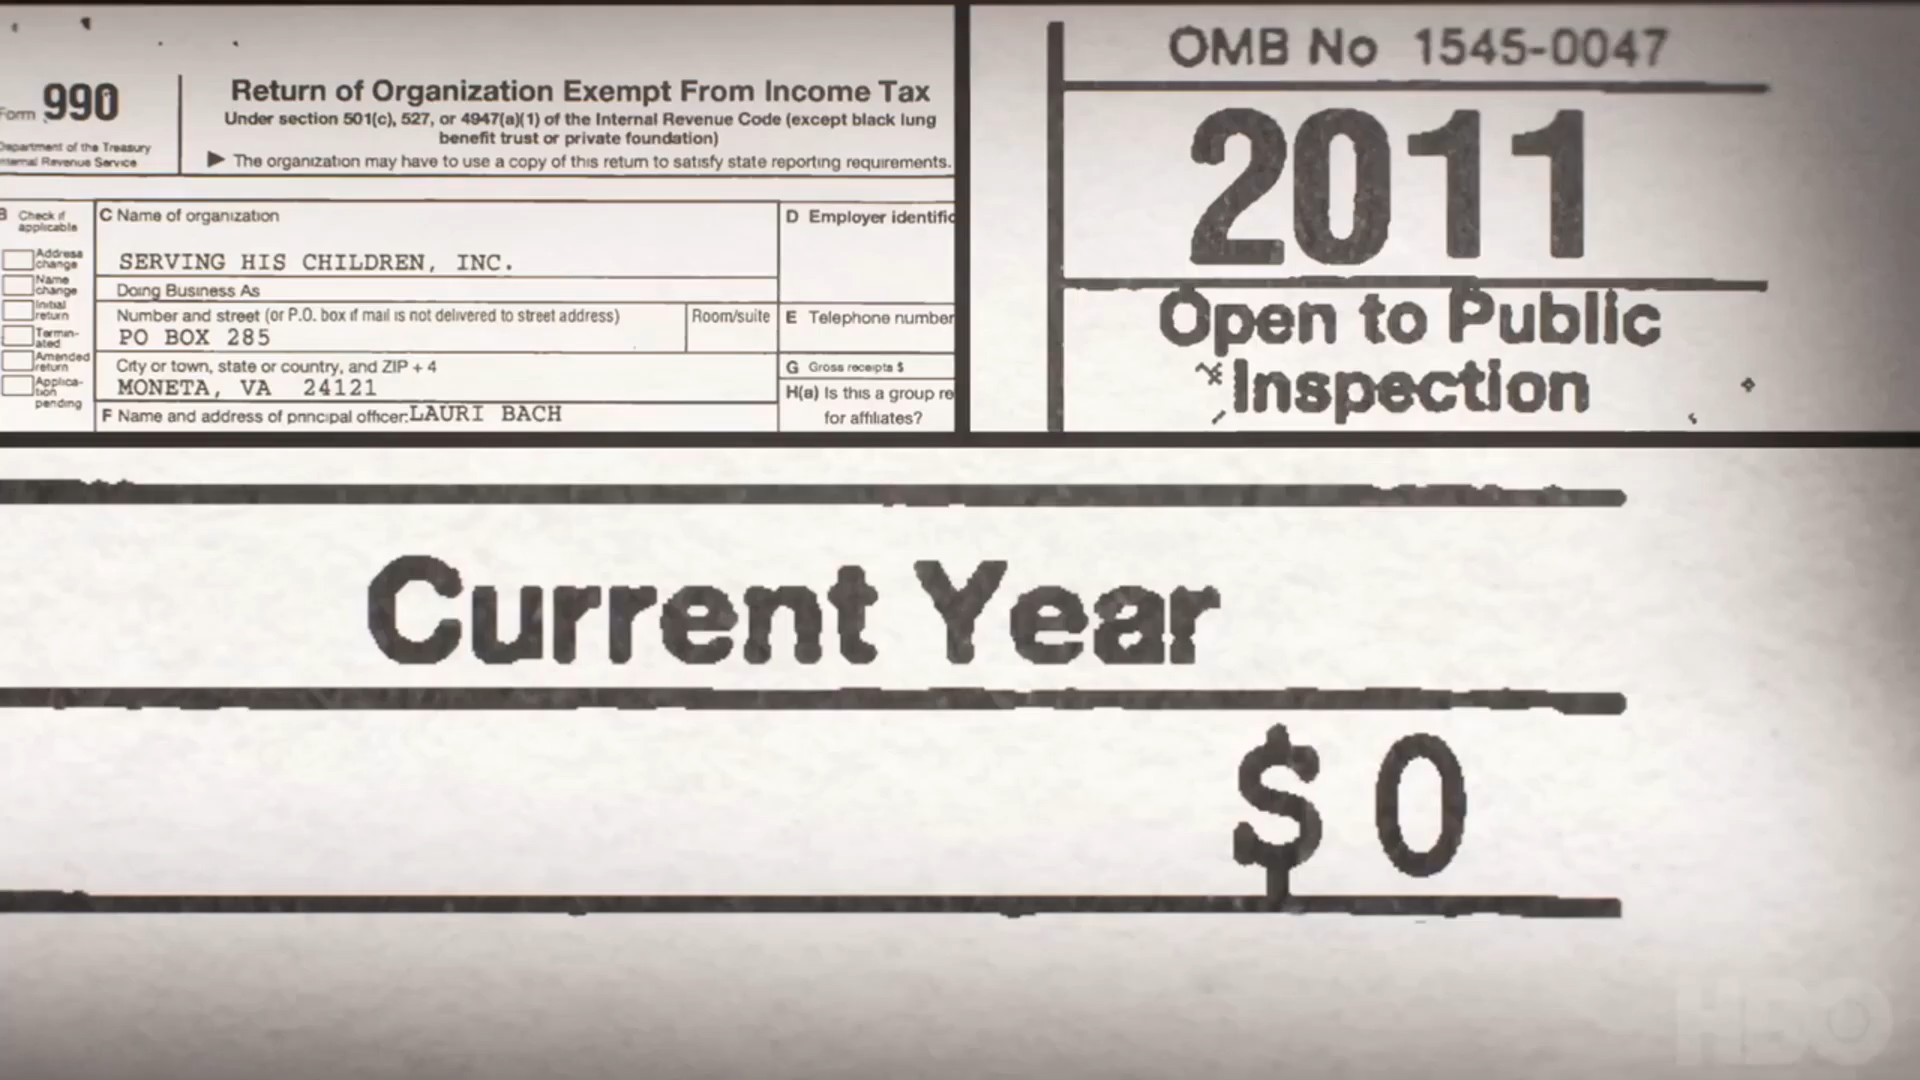 Form 990
Department of the Treasury
Internal Revenue Service
Return of Organization Exempt From Income Tax
Under section 501(c), 527, or 4947(a)(1) of the Internal Revenue Code (except black lung
benefit trust or private foundation)
▶ The organization may have to use a copy of this return to satisfy state reporting requirements.
B Check if
applicable
Address
change
Name
change
Initial
return
Termin-
ated
Amended
return
Applica-
tion
pending
C Name of organization
SERVING HIS CHILDREN, INC.
Doing Business As
Number and street (or P.O. box if mail is not delivered to street address)
Room/suite
PO BOX 285
City or town, state or country, and ZIP + 4
MONETA, VA 24121
F Name and address of principal officer: LAURI BACH
D Employer identific
E Telephone number
G Gross receipts $
H(a) Is this a group re
for affiliates?
OMB No 1545-0047
2011
Open to Public
Inspection
Current Year
$ 0
HBO